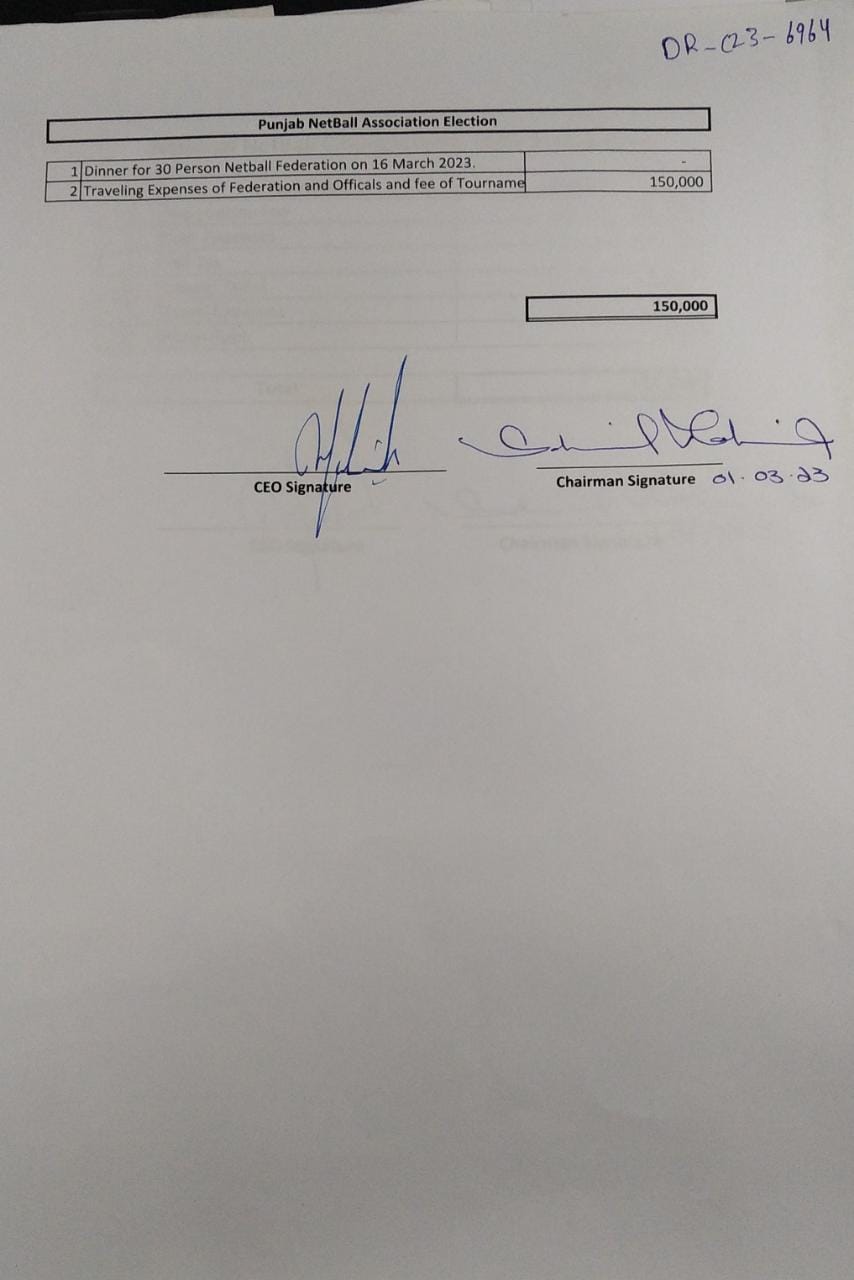 DR-C23-6964
Punjab NetBall Association Election
1 Dinner for 30 Person Netball Federation on 16 March 2023. -
2 Traveling Expenses of Federation and Officals and fee of Tourname 150,000
150,000
CEO Signature
Chairman Signature 01.03.23